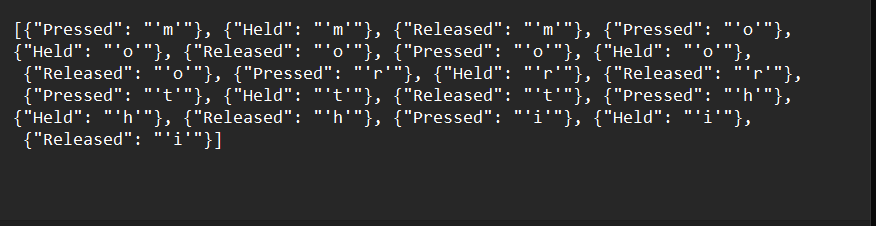 [{"Pressed": "'m'"}, {"Held": "'m'"}, {"Released": "'m'"}, {"Pressed": "'o'"},
{"Held": "'o'"}, {"Released": "'o'"}, {"Pressed": "'o'"}, {"Held": "'o'"},
{"Released": "'o'"}, {"Pressed": "'r'"}, {"Held": "'r'"}, {"Released": "'r'"},
{"Pressed": "'t'"}, {"Held": "'t'"}, {"Released": "'t'"}, {"Pressed": "'h'"},
{"Held": "'h'"}, {"Released": "'h'"}, {"Pressed": "'i'"}, {"Held": "'i'"},
{"Released": "'i'"}]